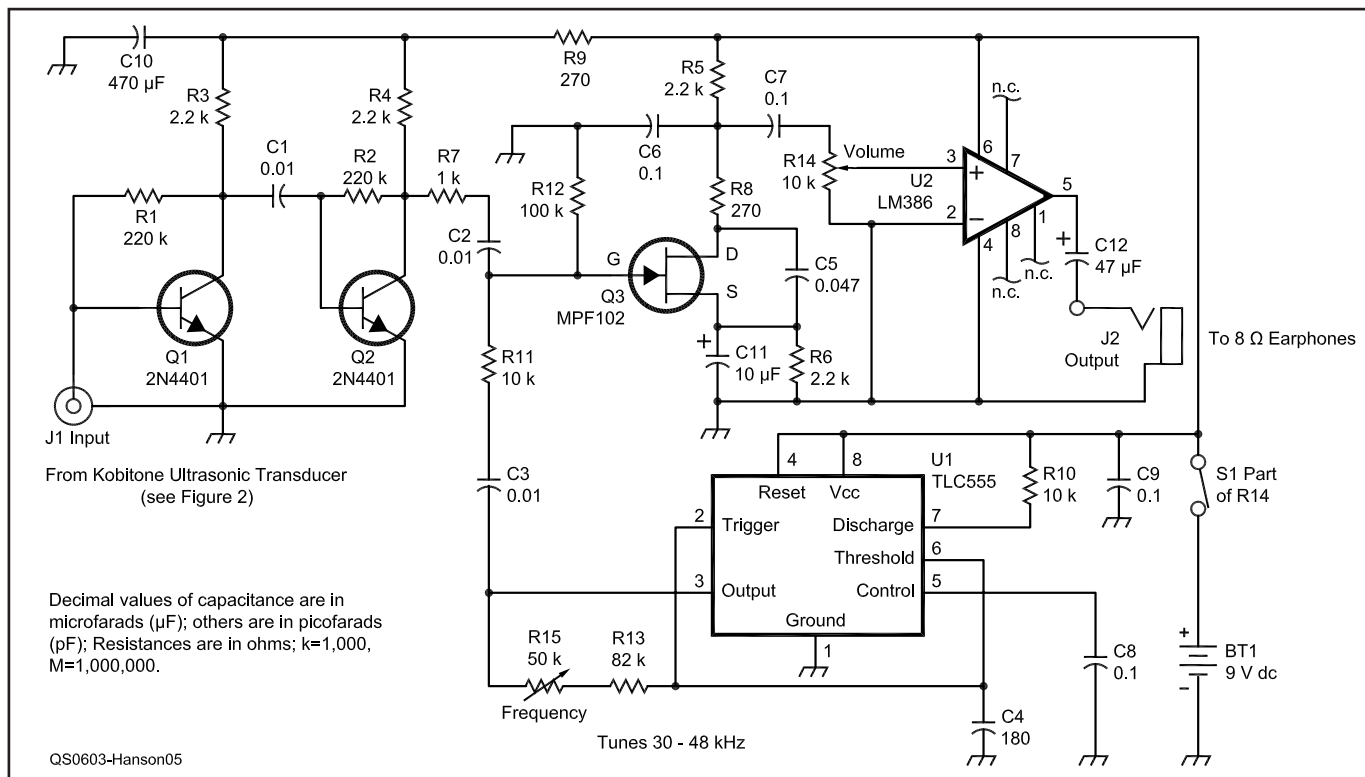 C10
470 µF
R9
270
R3
2.2 k
R4
2.2 k
R5
2.2 k
C7
0.1
n.c.
C1
0.01
R2
220 k
R7
1 k
C6
0.1
R14
10 k
Volume
3
6
7
+
U2
LM386
5
2
–
4
8
1
n.c.
n.c.
R1
220 k
R12
100 k
R8
270
C2
0.01
G
D
S
Q3
MPF102
C5
0.047
+
C12
47 µF
Q1
2N4401
Q2
2N4401
R11
10 k
+
C11
10 µF
R6
2.2 k
J2
Output
To 8 Ω Earphones
J1 Input
From Kobitone Ultrasonic Transducer
(see Figure 2)
C3
0.01
4
8
U1
TLC555
Reset
Vcc
R10
10 k
C9
0.1
S1 Part
of R14
2
Trigger
Discharge
7
Threshold
6
3
Output
Control
5
Ground
1
Decimal values of capacitance are in
microfarads (µF); others are in picofarads
(pF); Resistances are in ohms; k=1,000,
M=1,000,000.
R15
50 k
R13
82 k
Frequency
C8
0.1
+
BT1
9 V dc
–
C4
180
Tunes 30 - 48 kHz
QS0603-Hanson05